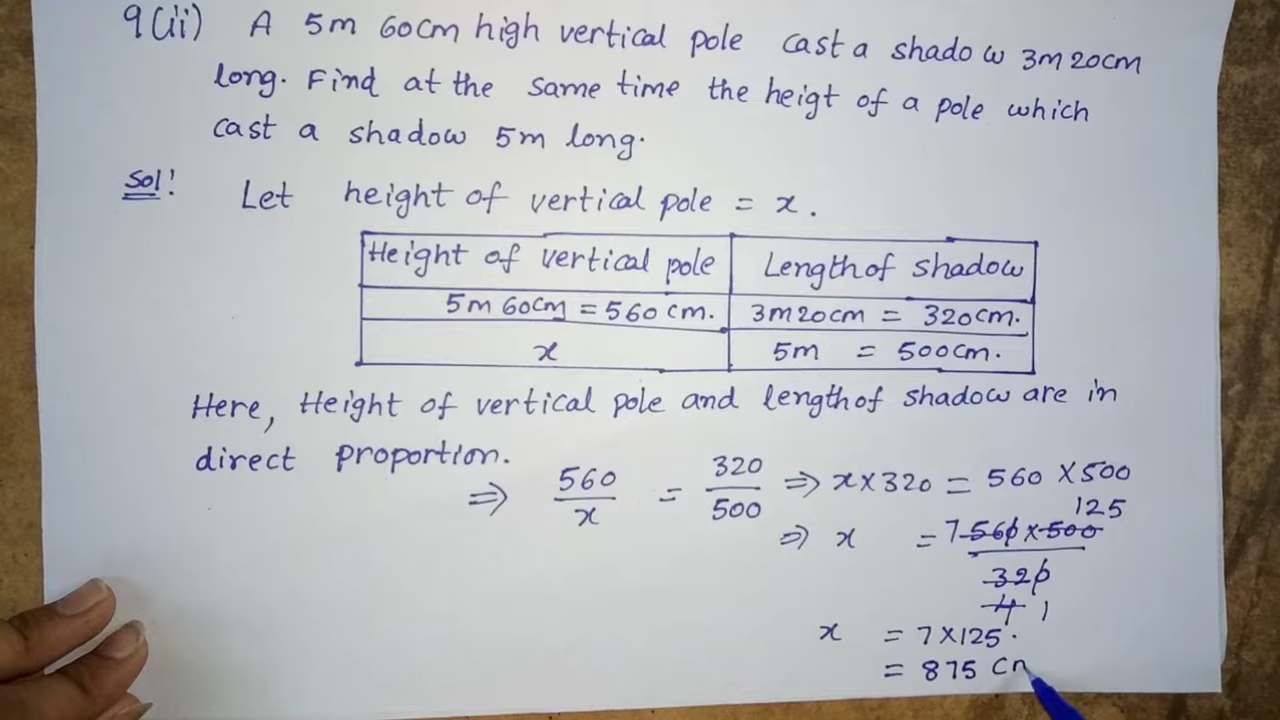 9(ii) A 5m 60cm high vertical pole cast a shadow 3m 20cm
long. Find at the same time the heigt of a pole which
cast a shadow 5m long.
Sol! Let height of vertical pole = x.
Height of vertical pole Length of shadow
5m 60cm = 560 cm. 3m 20cm = 320cm.
x 5m = 500cm.
Here, Height of vertical pole and length of shadow are in
direct proportion.
⇒ 560/x = 320/500 ⇒ x × 320 = 560 × 500
125
⇒ x = 7 560 × 500
320
4 1
x = 7 × 125.
= 875 cm